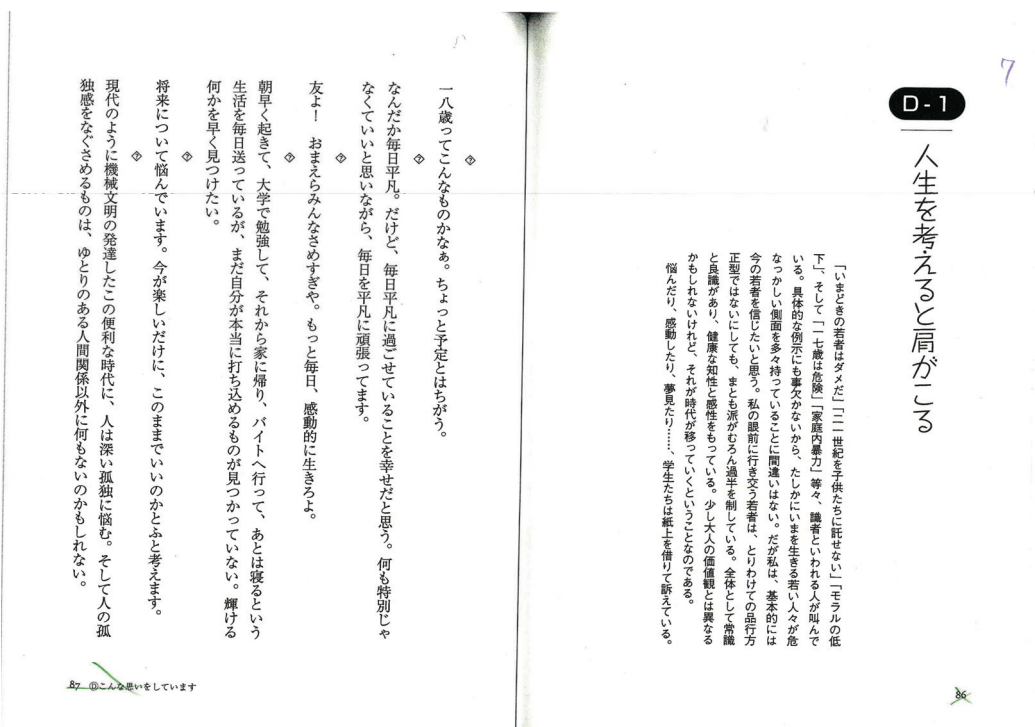 7
D-1
人生を考えると肩がこる
「いまどきの若者はダメだ」「二一世紀を子供たちに託せない」「モラルの低
下」、そして「一七歳は危険」「家庭内暴力」等々、識者といわれる人が叫んで
いる。具体的な例示にも事欠かないから、たしかにいまを生きる若い人々が危
なっかしい側面を多々持っていることに間違いはない。だが私は、基本的には
今の若者を信じたいと思う。私の眼前に行き交う若者は、とりわけての品行方
正型ではないにしても、まとも派がむろん過半を制している。全体として常識
と良識があり、健康な知性と感性をもっている。少し大人の価値観とは異なる
かもしれないけれど、それが時代が移っていくということなのである。
悩んだり、感動したり、夢見たり……、学生たちは紙上を借りて訴えている。
86
一八歳ってこんなものかなぁ。ちょっと予定とはちがう。
なんだか毎日平凡。だけど、毎日平凡に過ごせていることを幸せだと思う。何も特別じゃ
なくていいと思いながら、毎日を平凡に頑張ってます。
友よ！　おまえらみんなさめすぎや。もっと毎日、感動的に生きろよ。
朝早く起きて、大学で勉強して、それから家に帰り、バイトへ行って、あとは寝るという
生活を毎日送っているが、まだ自分が本当に打ち込めるものが見つかっていない。輝ける
何かを早く見つけたい。
将来について悩んでいます。今が楽しいだけに、このままでいいのかとふと考えます。
現代のように機械文明の発達したこの便利な時代に、人は深い孤独に悩む。そして人の孤
独感をなぐさめるものは、ゆとりのある人間関係以外に何もないのかもしれない。
87 Ⓓこんな思いをしています